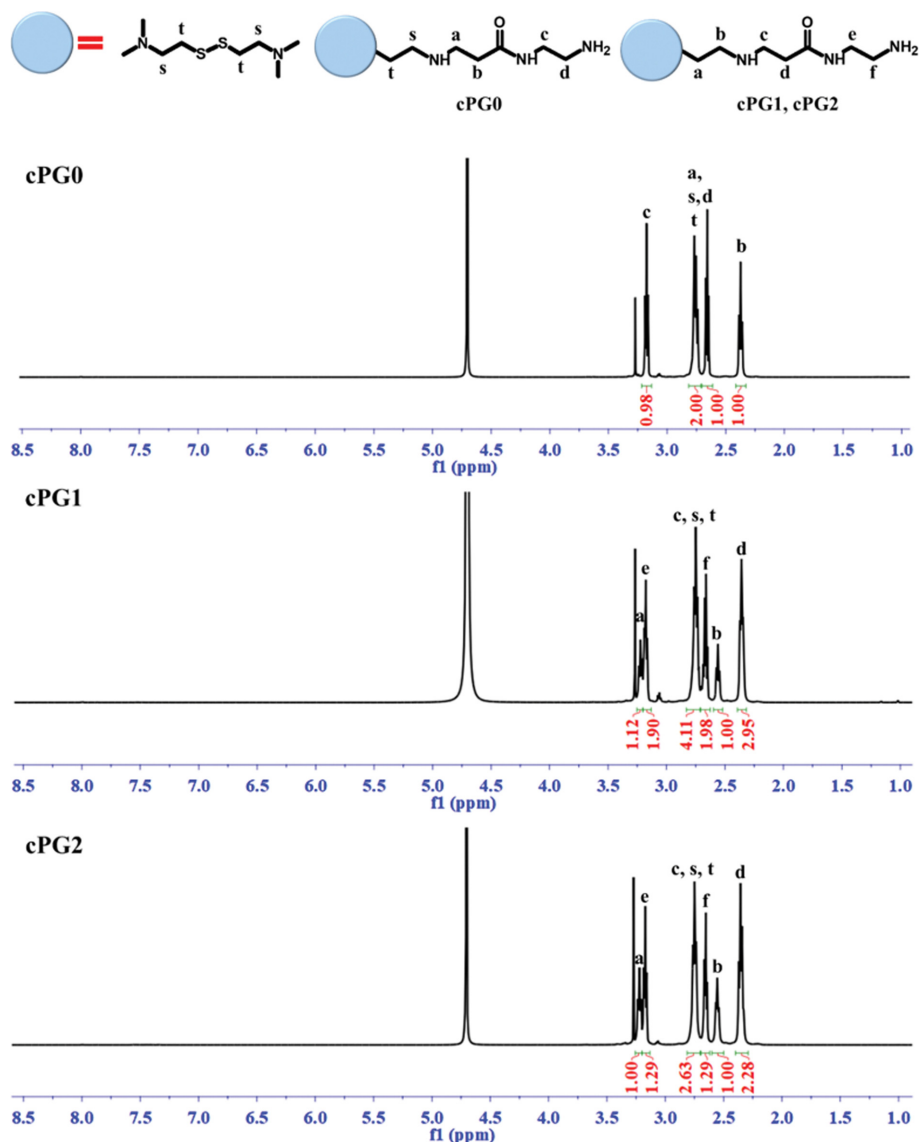 t s
N S S N
s t
s a O c NH2
t NH b NH d
cPG0
b c O e NH2
a NH d NH f
cPG1, cPG2
cPG0
a,
c s, d b
t
0.98 2.00 1.00 1.00
8.5 8.0 7.5 7.0 6.5 6.0 5.5 5.0 4.5 4.0 3.5 3.0 2.5 2.0 1.5 1.0
f1 (ppm)
cPG1
c, s, t
a e f b d
1.12 1.90 4.11 1.98 1.00 2.95
8.5 8.0 7.5 7.0 6.5 6.0 5.5 5.0 4.5 4.0 3.5 3.0 2.5 2.0 1.5 1.0
f1 (ppm)
cPG2
c, s, t
a e f b d
1.00 1.29 2.63 1.29 1.00 2.28
8.5 8.0 7.5 7.0 6.5 6.0 5.5 5.0 4.5 4.0 3.5 3.0 2.5 2.0 1.5 1.0
f1 (ppm)